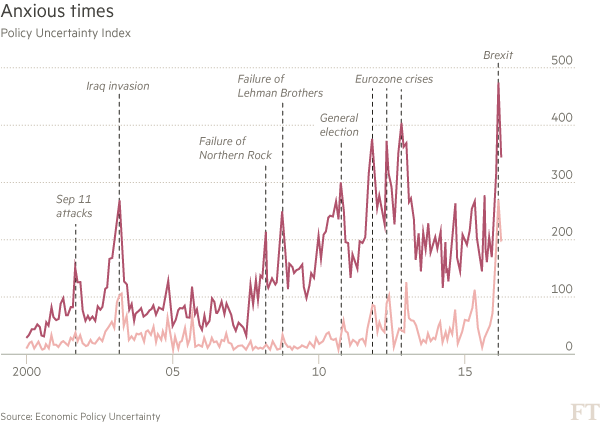 Anxious times
Policy Uncertainty Index
Brexit
500
Iraq invasion
Failure of
Lehman Brothers
Eurozone crises
400
General
election
Failure of
Northern Rock
300
Sep 11
attacks
200
100
0
2000
05
10
15
Source: Economic Policy Uncertainty
FT